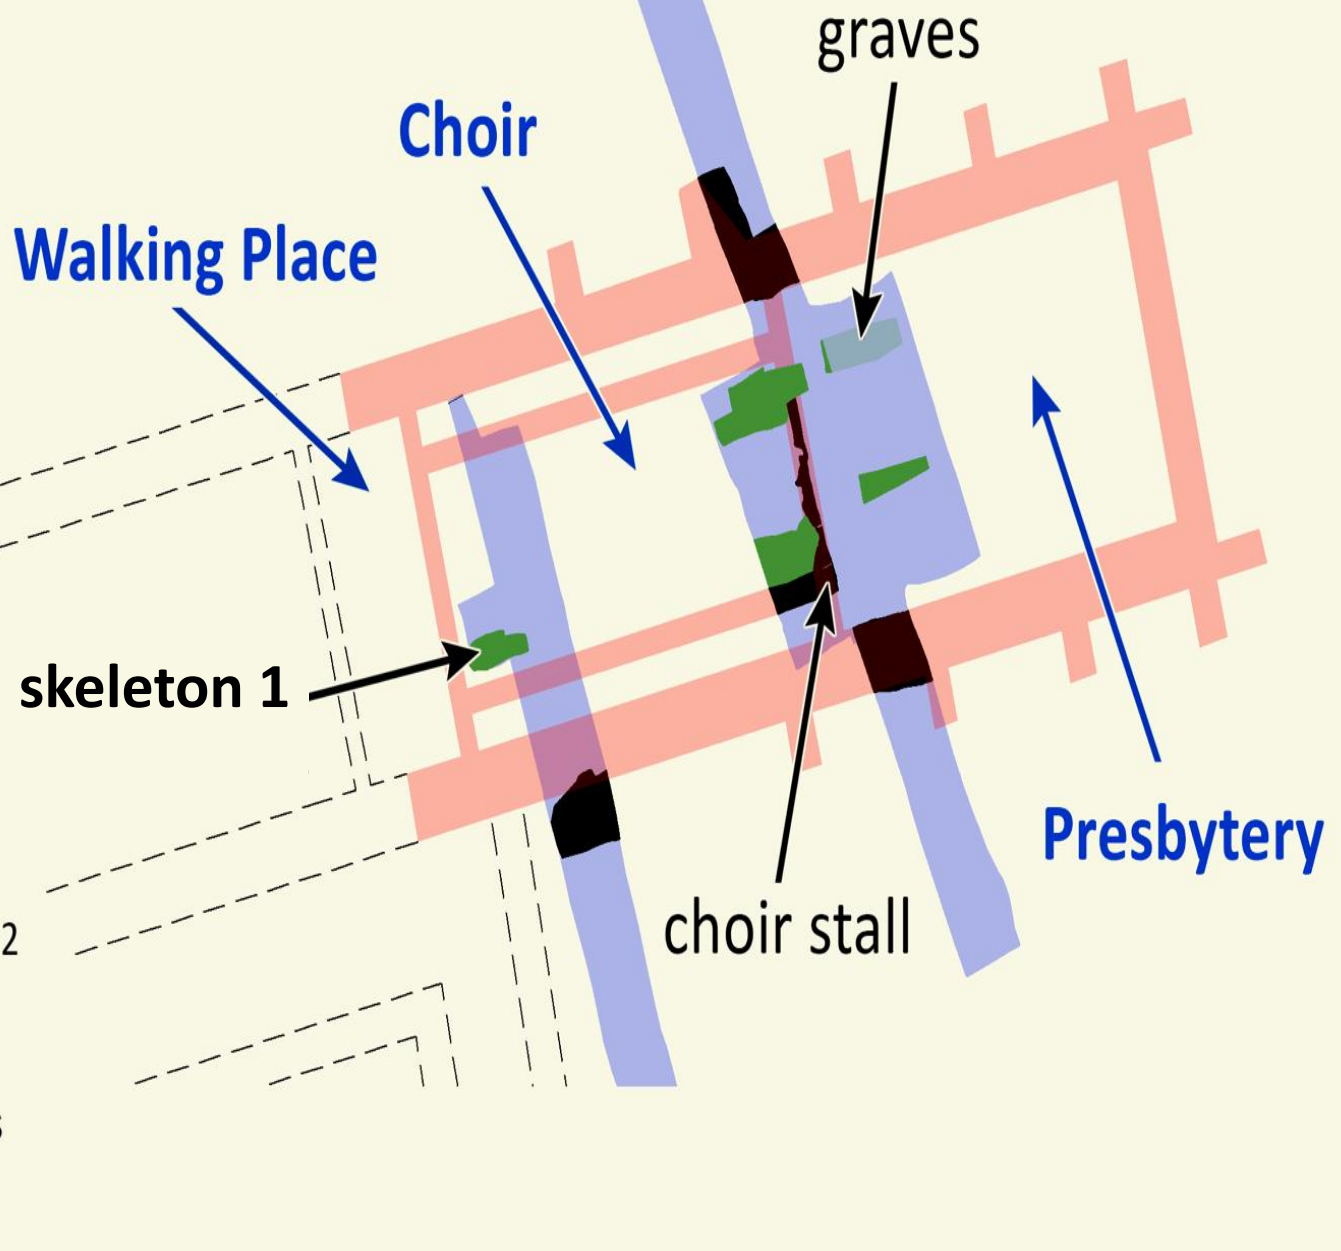 graves
Choir
Walking Place
skeleton 1
Presbytery
choir stall
2